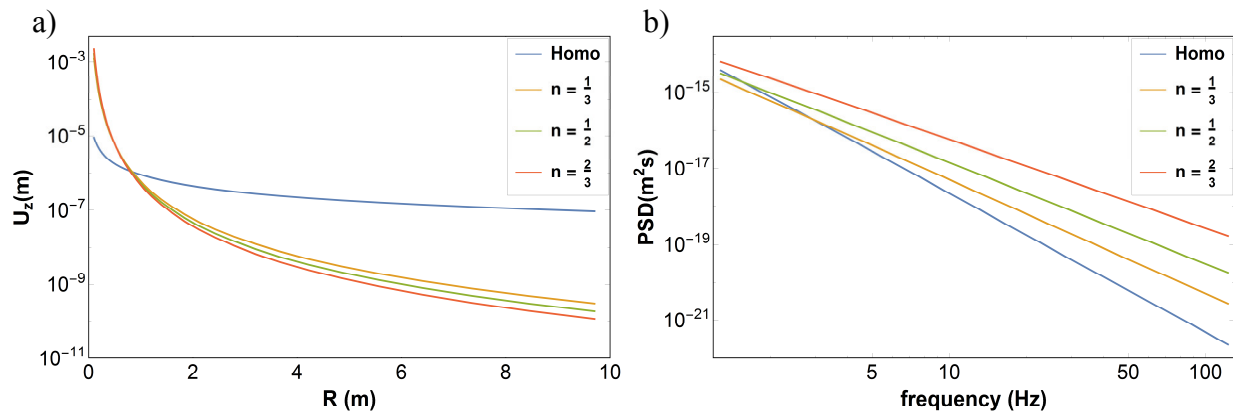 a)
10⁻³
10⁻⁵
10⁻⁷
10⁻⁹
10⁻¹¹
U_z(m)
0 2 4 6 8 10
R (m)
Homo
n = 1/3
n = 1/2
n = 2/3
b)
10⁻¹⁵
10⁻¹⁷
10⁻¹⁹
10⁻²¹
PSD(m²s)
5 10 50 100
frequency (Hz)
Homo
n = 1/3
n = 1/2
n = 2/3